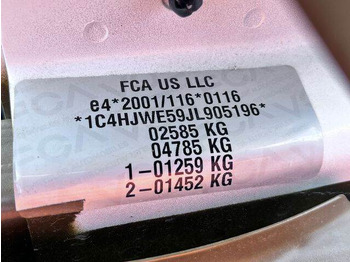 FCA US LLC
e4*2001/116*0116
*1C4HJWE59JL905196*
02585 KG
04785 KG
1-01259 KG
2-01452 KG